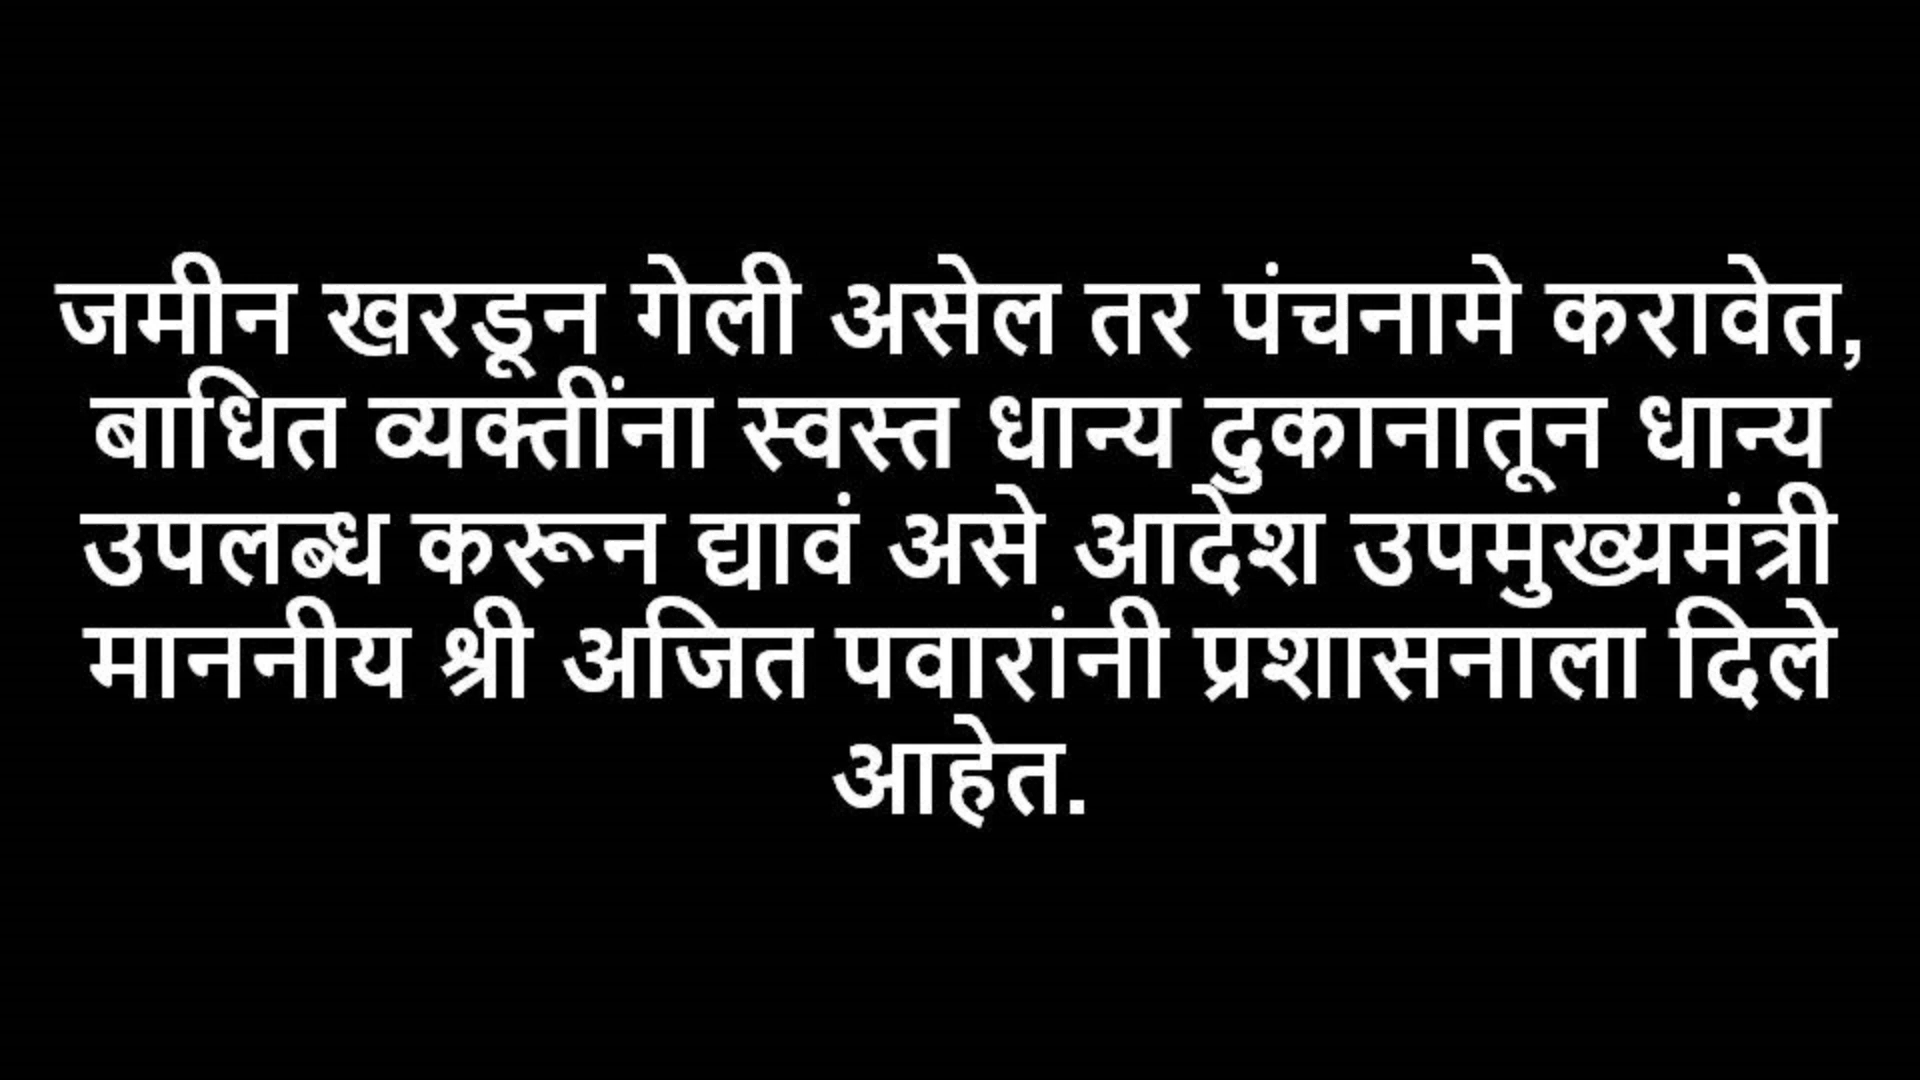 जमीन खरडून गेली असेल तर पंचनामे करावेत,
बाधित व्यक्तींना स्वस्त धान्य दुकानातून धान्य
उपलब्ध करून द्यावं असे आदेश उपमुख्यमंत्री
माननीय श्री अजित पवारांनी प्रशासनाला दिले
आहेत.